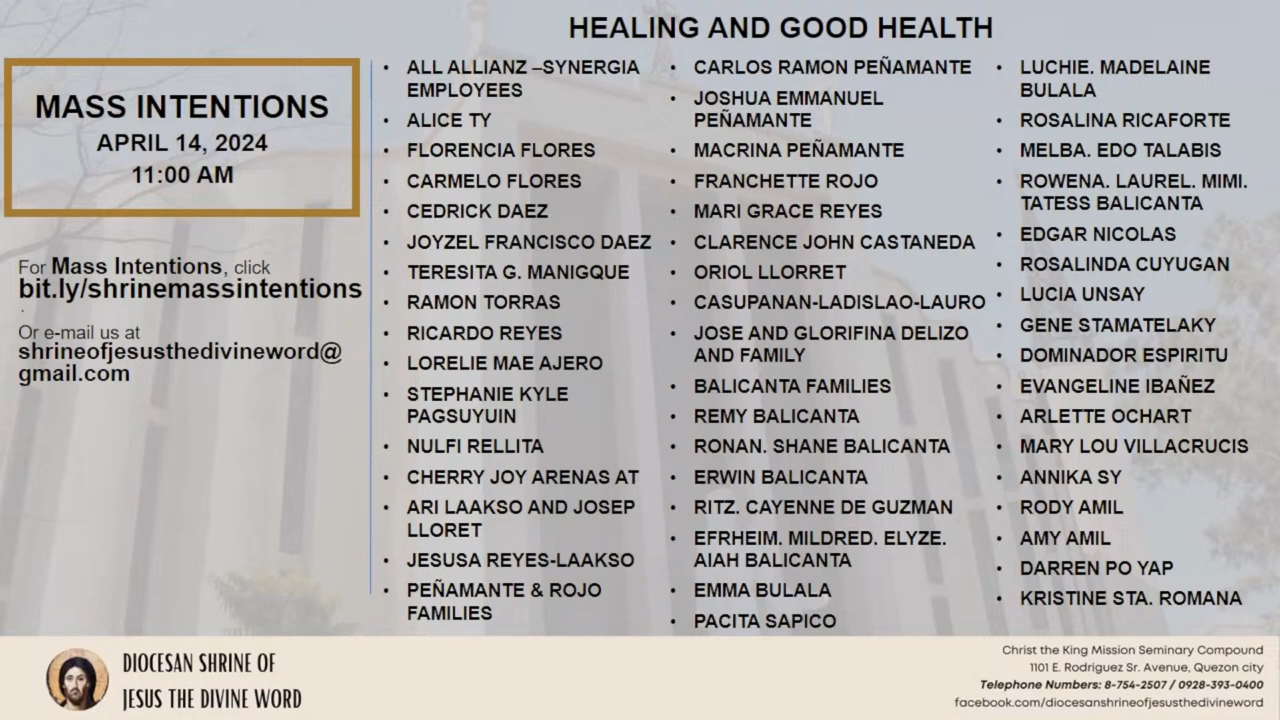 HEALING AND GOOD HEALTH
MASS INTENTIONS
APRIL 14, 2024
11:00 AM
For Mass Intentions, click
bit.ly/shrinemassintentions
.
Or e-mail us at
shrineofjesusthedivineword@
gmail.com
• ALL ALLIANZ –SYNERGIA
EMPLOYEES
• ALICE TY
• FLORENCIA FLORES
• CARMELO FLORES
• CEDRICK DAEZ
• JOYZEL FRANCISCO DAEZ
• TERESITA G. MANIGQUE
• RAMON TORRAS
• RICARDO REYES
• LORELIE MAE AJERO
• STEPHANIE KYLE
PAGSUYUIN
• NULFI RELLITA
• CHERRY JOY ARENAS AT
• ARI LAAKSO AND JOSEP
LLORET
• JESUSA REYES-LAAKSO
• PEÑAMANTE & ROJO
FAMILIES
• CARLOS RAMON PEÑAMANTE
• JOSHUA EMMANUEL
PEÑAMANTE
• MACRINA PEÑAMANTE
• FRANCHETTE ROJO
• MARI GRACE REYES
• CLARENCE JOHN CASTANEDA
• ORIOL LLORRET
• CASUPANAN-LADISLAO-LAURO
• JOSE AND GLORIFINA DELIZO
AND FAMILY
• BALICANTA FAMILIES
• REMY BALICANTA
• RONAN. SHANE BALICANTA
• ERWIN BALICANTA
• RITZ. CAYENNE DE GUZMAN
• EFRHEIM. MILDRED. ELYZE.
AIAH BALICANTA
• EMMA BULALA
• PACITA SAPICO
• LUCHIE. MADELAINE
BULALA
• ROSALINA RICAFORTE
• MELBA. EDO TALABIS
• ROWENA. LAUREL. MIMI.
TATESS BALICANTA
• EDGAR NICOLAS
• ROSALINDA CUYUGAN
• LUCIA UNSAY
• GENE STAMATELAKY
• DOMINADOR ESPIRITU
• EVANGELINE IBAÑEZ
• ARLETTE OCHART
• MARY LOU VILLACRUCIS
• ANNIKA SY
• RODY AMIL
• AMY AMIL
• DARREN PO YAP
• KRISTINE STA. ROMANA
DIOCESAN SHRINE OF
JESUS THE DIVINE WORD
Christ the King Mission Seminary Compound
1101 E. Rodriguez Sr. Avenue, Quezon city
Telephone Numbers: 8-754-2507 / 0928-393-0400
facebook.com/diocesanshrineofjesusthedivineword